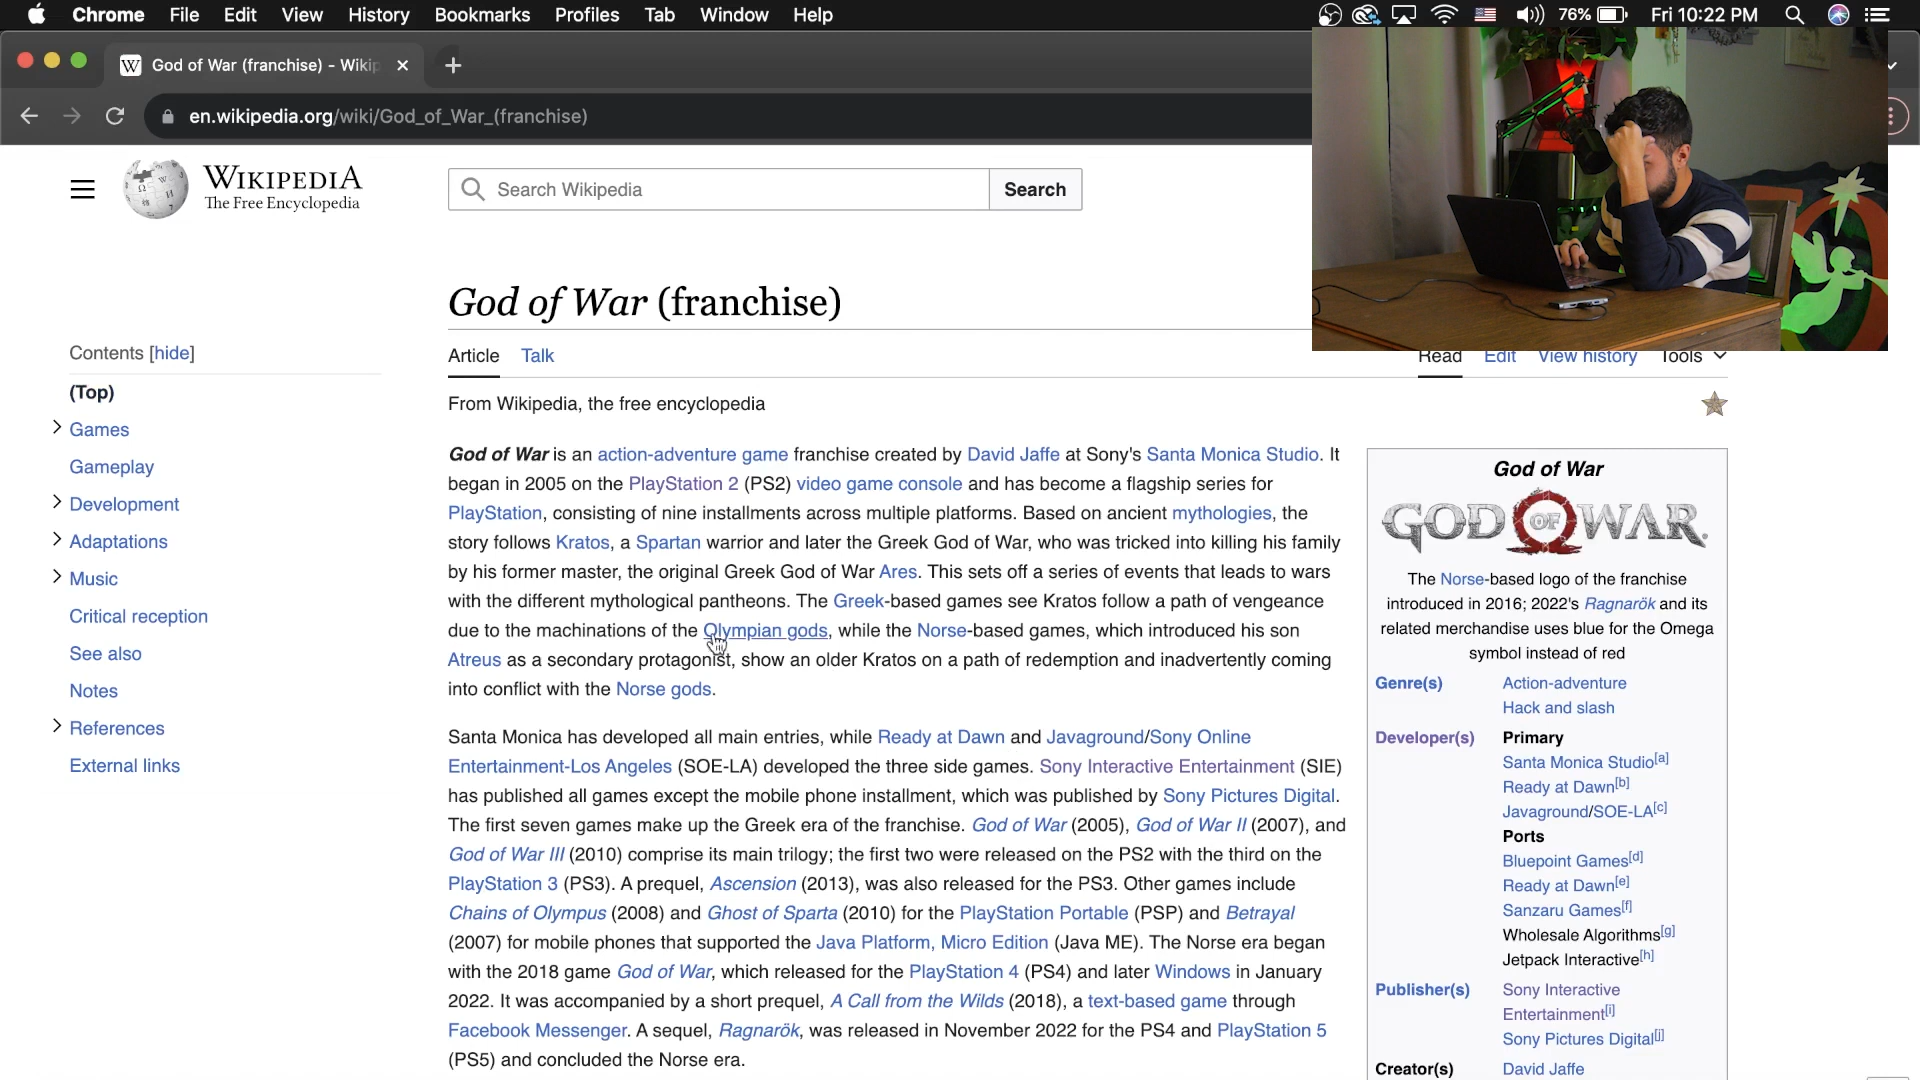 Chrome File Edit View History Bookmarks Profiles Tab Window Help 76% Fri 10:22 PM
God of War (franchise) - Wikip
en.wikipedia.org/wiki/God_of_War_(franchise)
WIKIPEDIA
The Free Encyclopedia
Search Wikipedia
Search
God of War (franchise)
Article Talk
Read Edit View history Tools
From Wikipedia, the free encyclopedia
Contents [hide]
(Top)
Games
Gameplay
Development
Adaptations
Music
Critical reception
See also
Notes
References
External links
God of War is an action-adventure game franchise created by David Jaffe at Sony's Santa Monica Studio. It
began in 2005 on the PlayStation 2 (PS2) video game console and has become a flagship series for
PlayStation, consisting of nine installments across multiple platforms. Based on ancient mythologies, the
story follows Kratos, a Spartan warrior and later the Greek God of War, who was tricked into killing his family
by his former master, the original Greek God of War Ares. This sets off a series of events that leads to wars
with the different mythological pantheons. The Greek-based games see Kratos follow a path of vengeance
due to the machinations of the Olympian gods, while the Norse-based games, which introduced his son
Atreus as a secondary protagonist, show an older Kratos on a path of redemption and inadvertently coming
into conflict with the Norse gods.
Santa Monica has developed all main entries, while Ready at Dawn and Javaground/Sony Online
Entertainment-Los Angeles (SOE-LA) developed the three side games. Sony Interactive Entertainment (SIE)
has published all games except the mobile phone installment, which was published by Sony Pictures Digital.
The first seven games make up the Greek era of the franchise. God of War (2005), God of War II (2007), and
God of War III (2010) comprise its main trilogy; the first two were released on the PS2 with the third on the
PlayStation 3 (PS3). A prequel, Ascension (2013), was also released for the PS3. Other games include
Chains of Olympus (2008) and Ghost of Sparta (2010) for the PlayStation Portable (PSP) and Betrayal
(2007) for mobile phones that supported the Java Platform, Micro Edition (Java ME). The Norse era began
with the 2018 game God of War, which released for the PlayStation 4 (PS4) and later Windows in January
2022. It was accompanied by a short prequel, A Call from the Wilds (2018), a text-based game through
Facebook Messenger. A sequel, Ragnarök, was released in November 2022 for the PS4 and PlayStation 5
(PS5) and concluded the Norse era.
God of War
GOD OF WAR
The Norse-based logo of the franchise
introduced in 2016; 2022's Ragnarök and its
related merchandise uses blue for the Omega
symbol instead of red
Genre(s) Action-adventure
Hack and slash
Developer(s) Primary
Santa Monica Studio[a]
Ready at Dawn[b]
Javaground/SOE-LA[c]
Ports
Bluepoint Games[d]
Ready at Dawn[e]
Sanzaru Games[f]
Wholesale Algorithms[g]
Jetpack Interactive[h]
Publisher(s) Sony Interactive
Entertainment[i]
Sony Pictures Digital[j]
Creator(s) David Jaffe